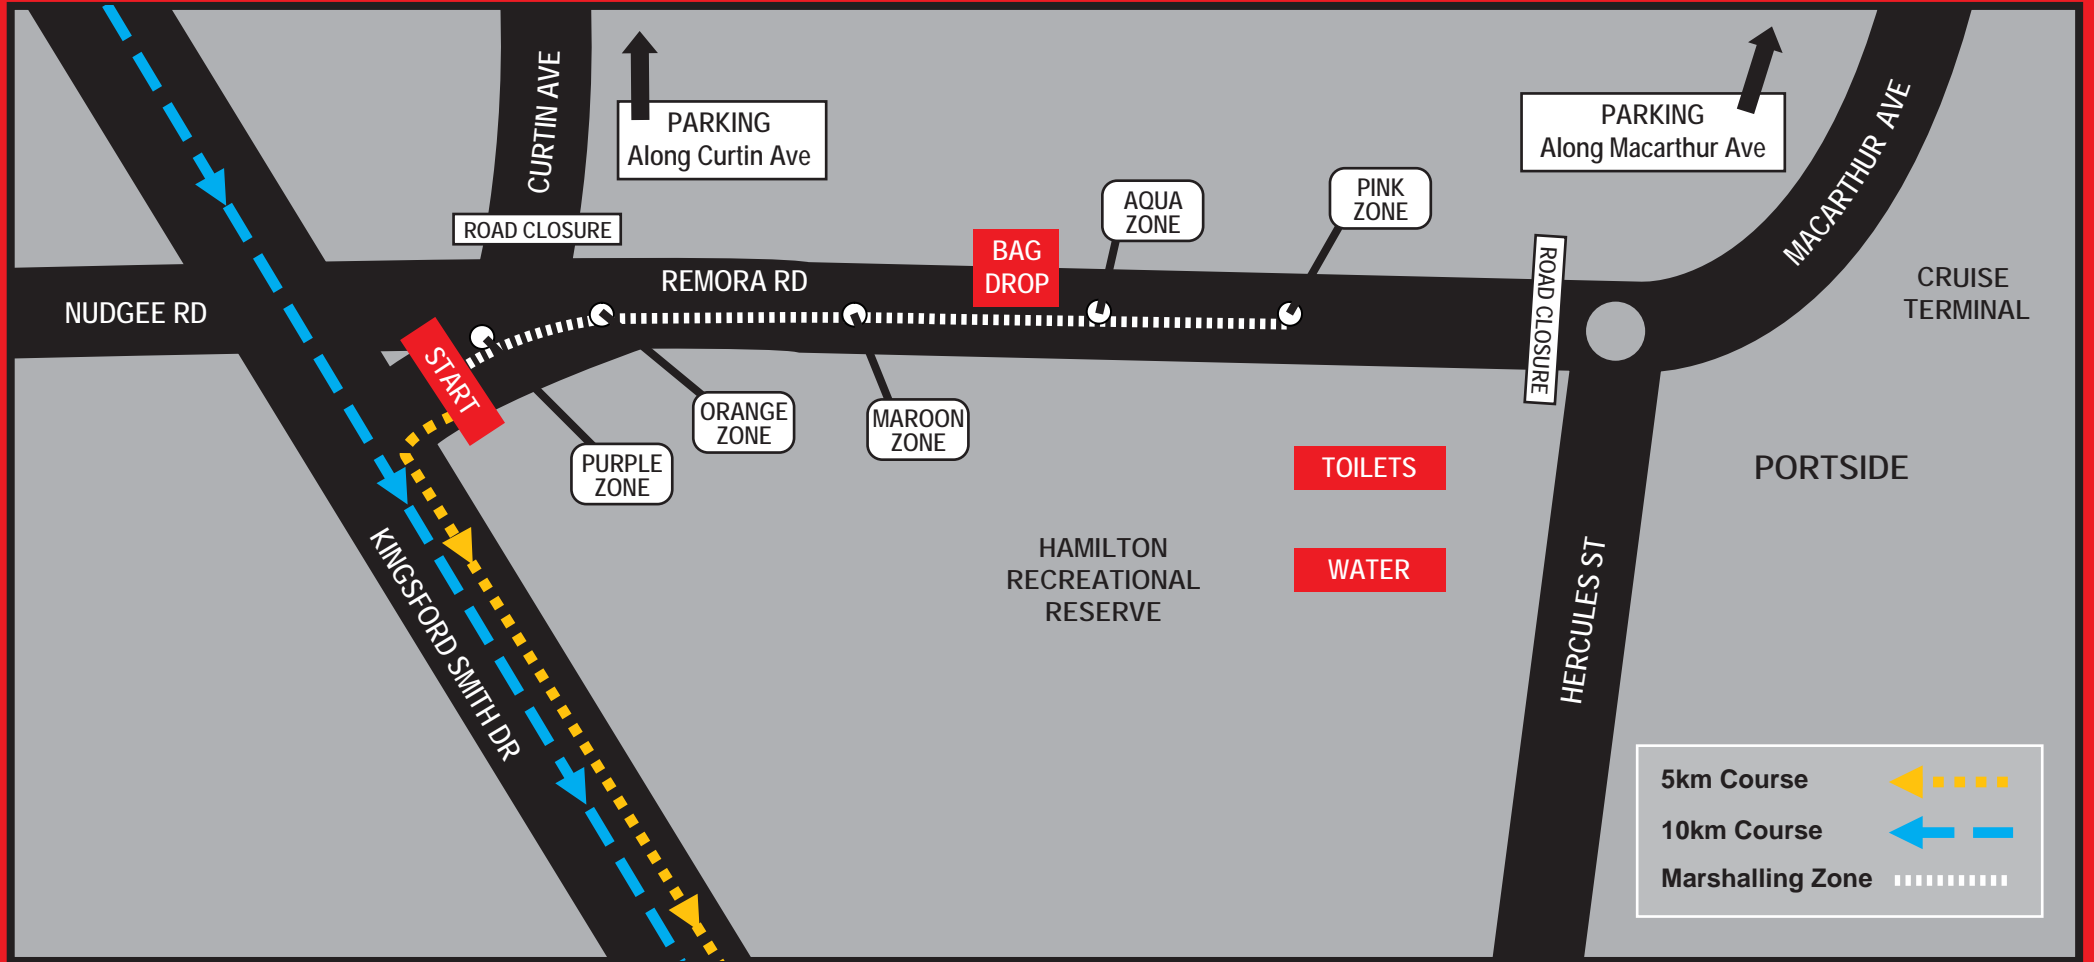 CURTIN AVE
PARKING
Along Curtin Ave
PARKING
Along Macarthur Ave
MACARTHUR AVE
ROAD CLOSURE
AQUA
ZONE
PINK
ZONE
BAG
DROP
REMORA RD
NUDGEE RD
ROAD CLOSURE
CRUISE
TERMINAL
START
ORANGE
ZONE
MAROON
ZONE
PURPLE
ZONE
TOILETS
PORTSIDE
HAMILTON
RECREATIONAL
RESERVE
WATER
KINGSFORD SMITH DR
HERCULES ST
5km Course
10km Course
Marshalling Zone